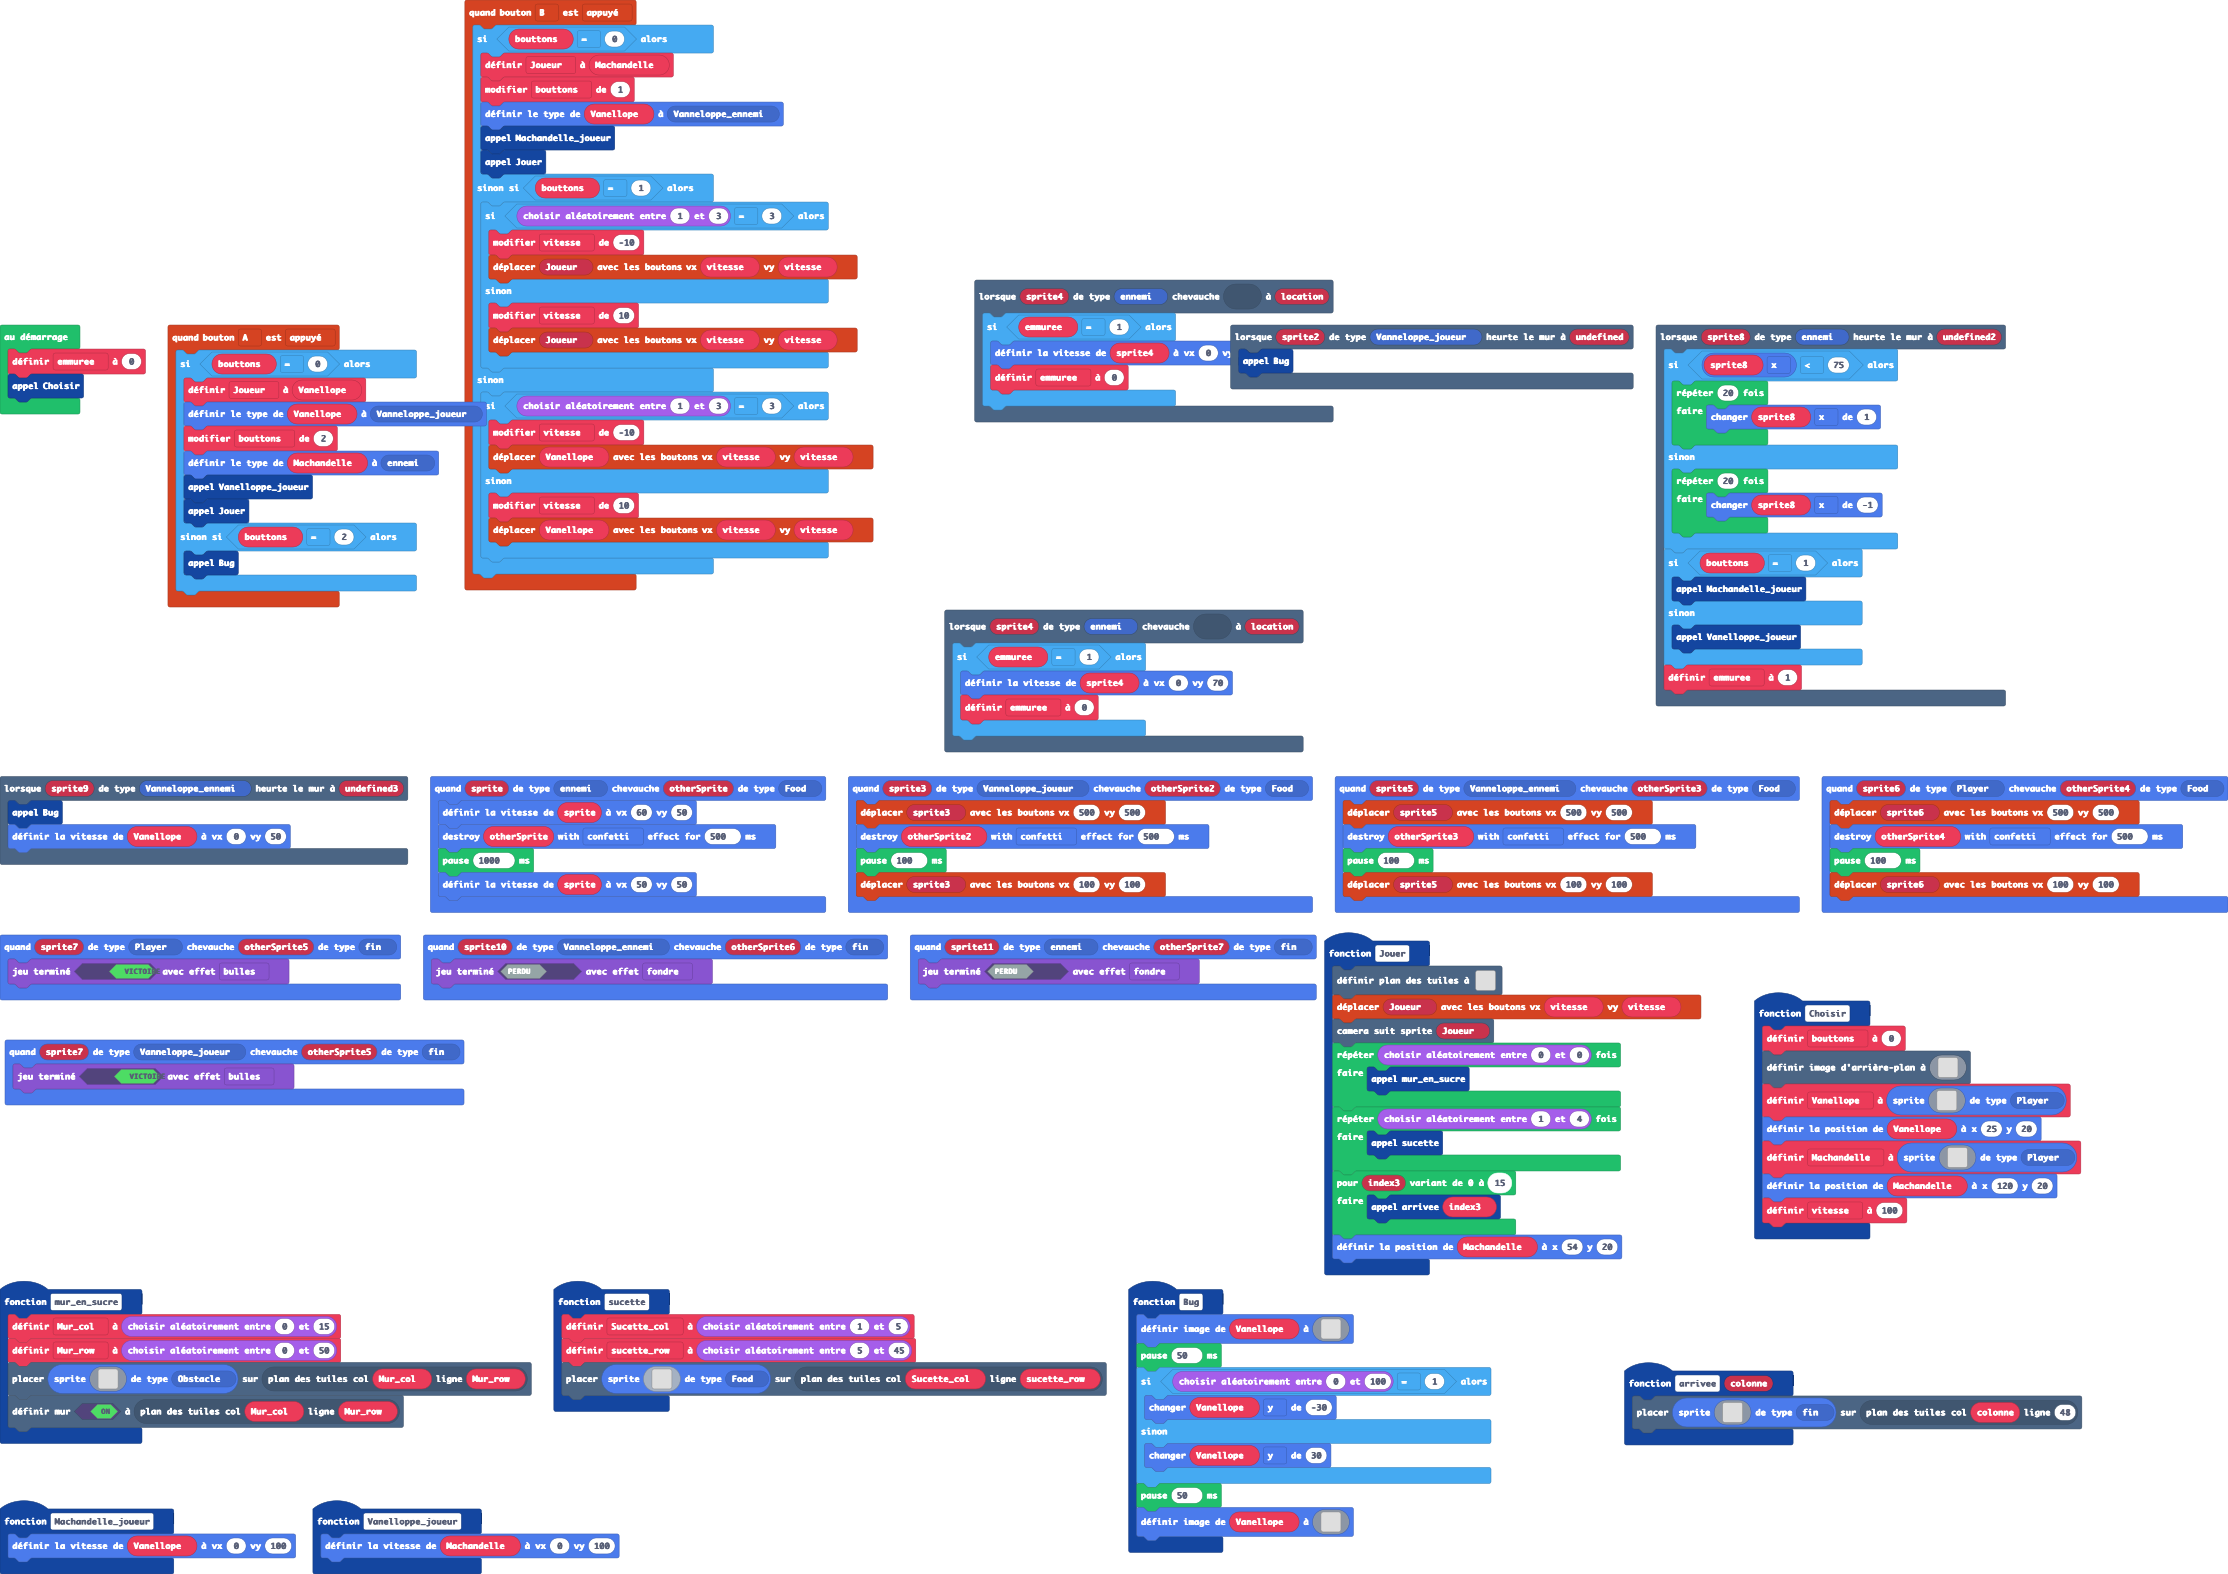 quand bouton B est appuyé
si bouttons = 0 alors
définir Joueur à Machandelle
modifier bouttons de 1
définir le type de Vanellope à Vanneloppe_ennemi
appel Machandelle_joueur
appel Jouer
sinon si bouttons = 1 alors
si choisir aléatoirement entre 1 et 3 = 3 alors
modifier vitesse de -10
déplacer Joueur avec les boutons vx vitesse vy vitesse
sinon
modifier vitesse de 10
déplacer Joueur avec les boutons vx vitesse vy vitesse
sinon
si choisir aléatoirement entre 1 et 3 = 3 alors
modifier vitesse de -10
déplacer Vanellope avec les boutons vx vitesse vy vitesse
sinon
modifier vitesse de 10
déplacer Vanellope avec les boutons vx vitesse vy vitesse
au démarrage
définir emmuree à 0
appel Choisir
quand bouton A est appuyé
si bouttons = 0 alors
définir Joueur à Vanellope
définir le type de Vanellope à Vanneloppe_joueur
modifier bouttons de 2
définir le type de Machandelle à ennemi
appel Vanelloppe_joueur
appel Jouer
sinon si bouttons = 2 alors
appel Bug
lorsque sprite4 de type ennemi chevauche à location
si emmuree = 1 alors
définir la vitesse de sprite4 à vx 0 vy
définir emmuree à 0
lorsque sprite2 de type Vanneloppe_joueur heurte le mur à undefined
appel Bug
lorsque sprite8 de type ennemi heurte le mur à undefined2
si sprite8 x < 75 alors
répéter 20 fois
faire changer sprite8 x de 1
sinon
répéter 20 fois
faire changer sprite8 x de -1
si bouttons = 1 alors
appel Machandelle_joueur
sinon
appel Vanelloppe_joueur
définir emmuree à 1
lorsque sprite4 de type ennemi chevauche à location
si emmuree = 1 alors
définir la vitesse de sprite4 à vx 0 vy 70
définir emmuree à 0
lorsque sprite9 de type Vanneloppe_ennemi heurte le mur à undefined3
appel Bug
définir la vitesse de Vanellope à vx 0 vy 50
quand sprite de type ennemi chevauche otherSprite de type Food
définir la vitesse de sprite à vx 60 vy 50
destroy otherSprite with confetti effect for 500 ms
pause 1000 ms
définir la vitesse de sprite à vx 50 vy 50
quand sprite3 de type Vanneloppe_joueur chevauche otherSprite2 de type Food
déplacer sprite3 avec les boutons vx 500 vy 500
destroy otherSprite2 with confetti effect for 500 ms
pause 100 ms
déplacer sprite3 avec les boutons vx 100 vy 100
quand sprite5 de type Vanneloppe_ennemi chevauche otherSprite3 de type Food
déplacer sprite5 avec les boutons vx 500 vy 500
destroy otherSprite3 with confetti effect for 500 ms
pause 100 ms
déplacer sprite5 avec les boutons vx 100 vy 100
quand sprite6 de type Player chevauche otherSprite4 de type Food
déplacer sprite6 avec les boutons vx 500 vy 500
destroy otherSprite4 with confetti effect for 500 ms
pause 100 ms
déplacer sprite6 avec les boutons vx 100 vy 100
quand sprite7 de type Player chevauche otherSprite5 de type fin
jeu terminé VICTOI avec effet bulles
quand sprite10 de type Vanneloppe_ennemi chevauche otherSprite6 de type fin
jeu terminé PERDU avec effet fondre
quand sprite11 de type ennemi chevauche otherSprite7 de type fin
jeu terminé PERDU avec effet fondre
quand sprite7 de type Vanneloppe_joueur chevauche otherSprite5 de type fin
jeu terminé VICTOI avec effet bulles
fonction Jouer
définir plan des tuiles à
déplacer Joueur avec les boutons vx vitesse vy vitesse
camera suit sprite Joueur
répéter choisir aléatoirement entre 0 et 0 fois
faire appel mur_en_sucre
répéter choisir aléatoirement entre 1 et 4 fois
faire appel sucette
pour index3 variant de 0 à 15
faire appel arrivee index3
définir la position de Machandelle à x 54 y 20
fonction Choisir
définir bouttons à 0
définir image d'arrière-plan à
définir Vanellope à sprite de type Player
définir la position de Vanellope à x 25 y 20
définir Machandelle à sprite de type Player
définir la position de Machandelle à x 120 y 20
définir vitesse à 100
fonction mur_en_sucre
définir Mur_col à choisir aléatoirement entre 0 et 15
définir Mur_row à choisir aléatoirement entre 0 et 50
placer sprite de type Obstacle sur plan des tuiles col Mur_col ligne Mur_row
définir mur ON à plan des tuiles col Mur_col ligne Mur_row
fonction sucette
définir Sucette_col à choisir aléatoirement entre 1 et 5
définir sucette_row à choisir aléatoirement entre 5 et 45
placer sprite de type Food sur plan des tuiles col Sucette_col ligne sucette_row
fonction Bug
définir image de Vanellope à
pause 50 ms
si choisir aléatoirement entre 0 et 100 = 1 alors
changer Vanellope y de -30
sinon
changer Vanellope y de 30
pause 50 ms
définir image de Vanellope à
fonction arrivee colonne
placer sprite de type fin sur plan des tuiles col colonne ligne 48
fonction Machandelle_joueur
définir la vitesse de Vanellope à vx 0 vy 100
fonction Vanelloppe_joueur
définir la vitesse de Machandelle à vx 0 vy 100